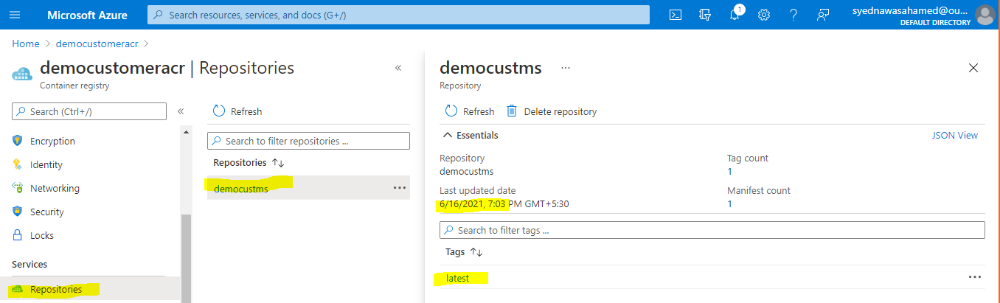 Microsoft Azure
Search resources, services, and docs (G+/)
1
syednawasahamed@ou...
DEFAULT DIRECTORY
Home > democustomeracr >
democustomeracr | Repositories
Container registry
Search (Ctrl+/)
Encryption
Identity
Networking
Security
Locks
Services
Repositories
Refresh
Search to filter repositories ...
Repositories
democustms
democustms
Repository
Refresh
Delete repository
Essentials
JSON View
Repository
democustms
Tag count
1
Last updated date
6/16/2021, 7:03 PM GMT+5:30
Manifest count
1
Search to filter tags ...
Tags
latest